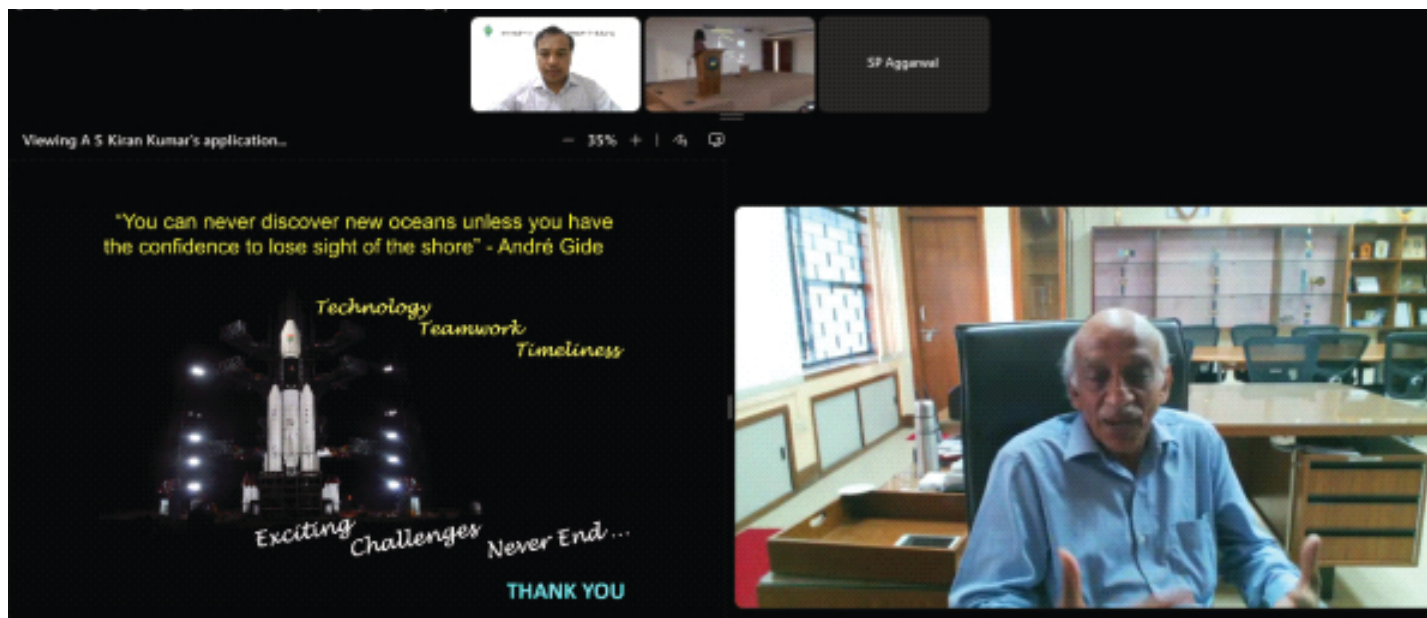 SP Aggarwal
Viewing A S Kiran Kumar's application...
35%
"You can never discover new oceans unless you have
the confidence to lose sight of the shore" - André Gide
Technology
Teamwork
Timeliness
Exciting
Challenges
Never End ...
THANK YOU